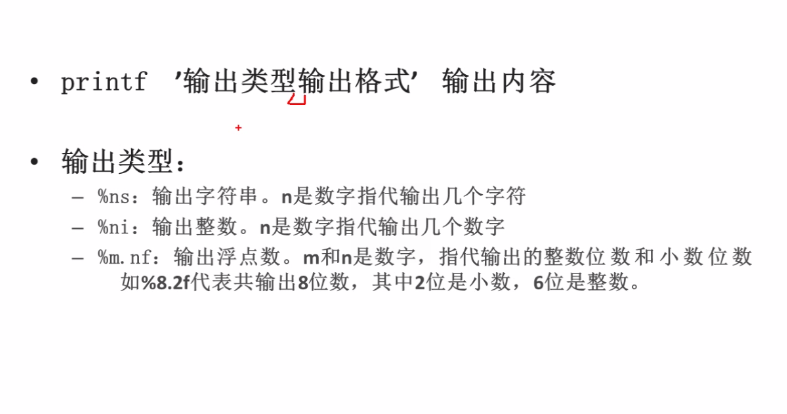 • printf ’输出类型输出格式’ 输出内容
• 输出类型：
– %ns：输出字符串。n是数字指代输出几个字符
– %ni：输出整数。n是数字指代输出几个数字
– %m.nf：输出浮点数。m和n是数字，指代输出的整数位数和小数位数
如%8.2f代表共输出8位数，其中2位是小数，6位是整数。